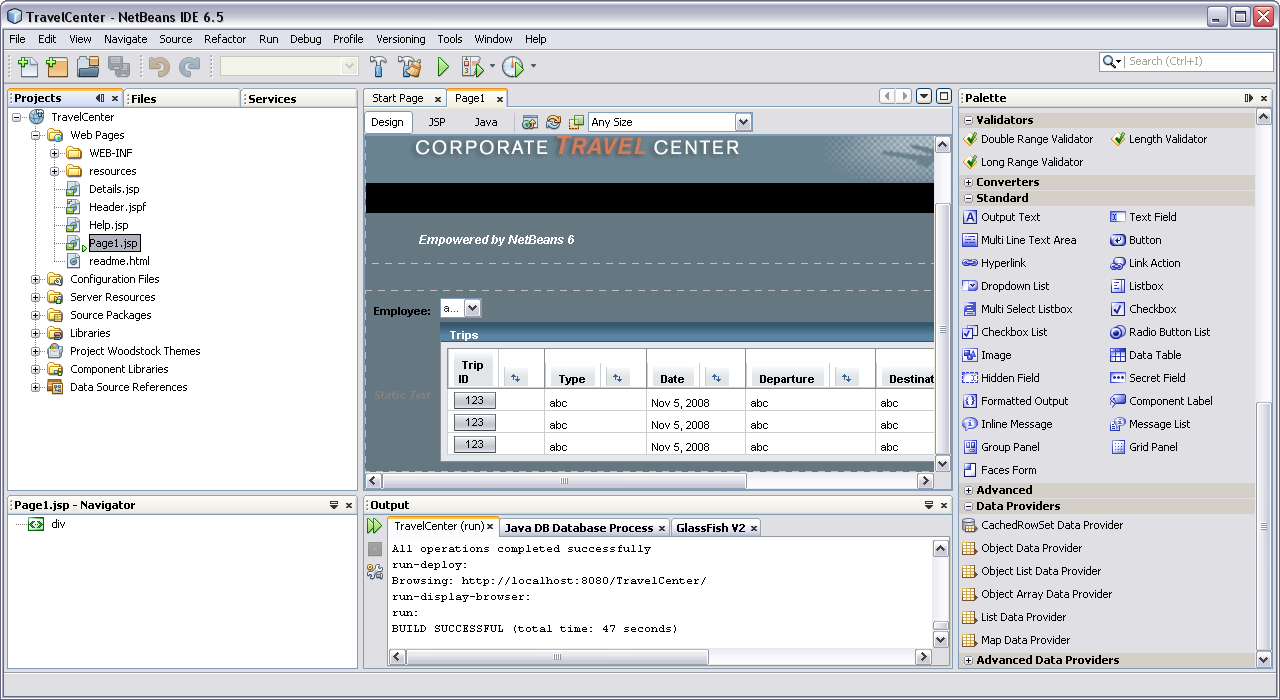 TravelCenter - NetBeans IDE 6.5
File Edit View Navigate Source Refactor Run Debug Profile Versioning Tools Window Help
Search (Ctrl+I)
Projects
Files
Services
TravelCenter
Web Pages
WEB-INF
resources
Details.jsp
Header.jspf
Help.jsp
Page1.jsp
readme.html
Configuration Files
Server Resources
Source Packages
Libraries
Project Woodstock Themes
Component Libraries
Data Source References
Page1.jsp - Navigator
div
Start Page
Page1
Design JSP Java Any Size
CORPORATE TRAVEL CENTER
Empowered by NetBeans 6
Employee: a...
Trips
Trip ID Type Date Departure Destinat
Static Text
123 abc Nov 5, 2008 abc abc
123 abc Nov 5, 2008 abc abc
123 abc Nov 5, 2008 abc abc
Output
TravelCenter (run)
Java DB Database Process
GlassFish V2
All operations completed successfully
run-deploy:
Browsing: http://localhost:8080/TravelCenter/
run-display-browser:
run:
BUILD SUCCESSFUL (total time: 47 seconds)
Palette
Validators
Double Range Validator Length Validator
Long Range Validator
Converters
Standard
Output Text Text Field
Multi Line Text Area Button
Hyperlink Link Action
Dropdown List Listbox
Multi Select Listbox Checkbox
Checkbox List Radio Button List
Image Data Table
Hidden Field Secret Field
Formatted Output Component Label
Inline Message Message List
Group Panel Grid Panel
Faces Form
Advanced
Data Providers
CachedRowSet Data Provider
Object Data Provider
Object List Data Provider
Object Array Data Provider
List Data Provider
Map Data Provider
Advanced Data Providers